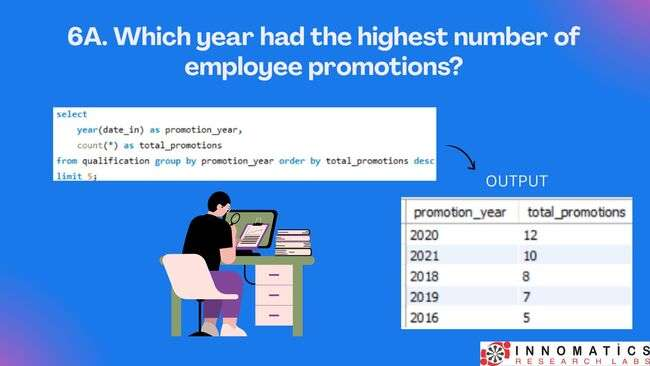 6A. Which year had the highest number of
employee promotions?
select
year(date_in) as promotion_year,
count(*) as total_promotions
from qualification group by promotion_year order by total_promotions desc
limit 5;
OUTPUT
promotion_year total_promotions
2020 12
2021 10
2018 8
2019 7
2016 5
INNOMATICS
RESEARCH LABS